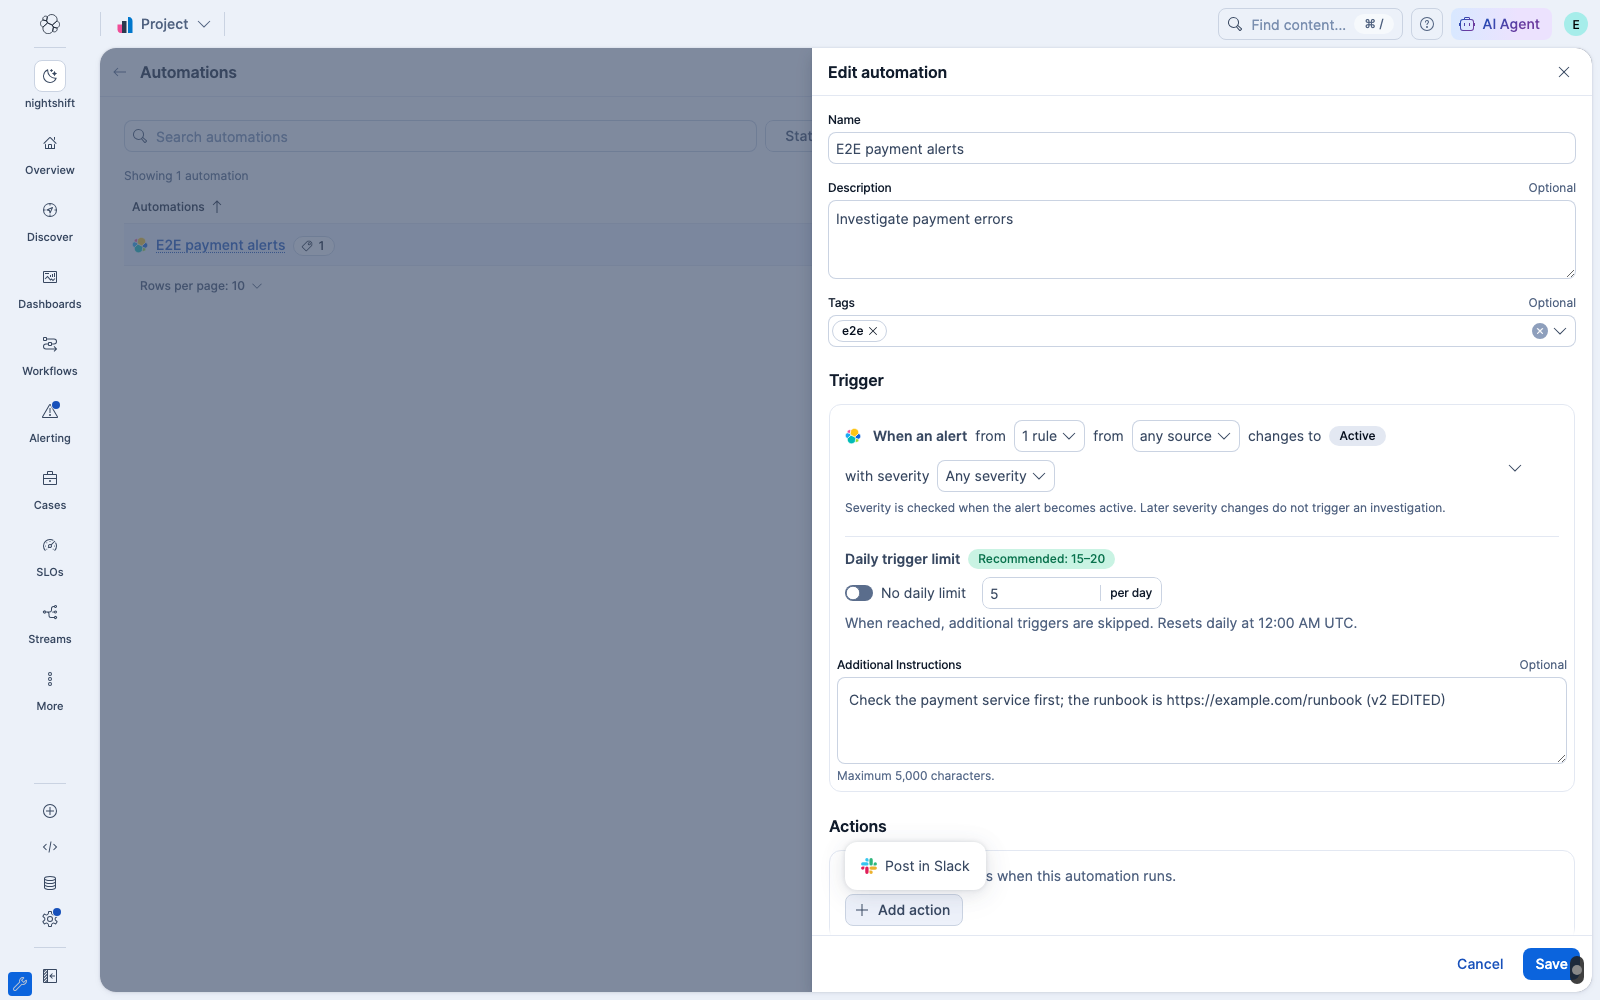 Project
Find content...
⌘ /
AI Agent
E
nightshift
Overview
Discover
Dashboards
Workflows
Alerting
Cases
SLOs
Streams
More
Automations
Search automations
Stat
Showing 1 automation
Automations
E2E payment alerts
1
Rows per page: 10
Edit automation
Name
E2E payment alerts
Description
Optional
Investigate payment errors
Tags
Optional
e2e
Trigger
When an alert from 1 rule from any source changes to Active
with severity Any severity
Severity is checked when the alert becomes active. Later severity changes do not trigger an investigation.
Daily trigger limit
Recommended: 15–20
No daily limit
5
per day
When reached, additional triggers are skipped. Resets daily at 12:00 AM UTC.
Additional Instructions
Optional
Check the payment service first; the runbook is https://example.com/runbook (v2 EDITED)
Maximum 5,000 characters.
Actions
Post in Slack
s when this automation runs.
Add action
Cancel
Save